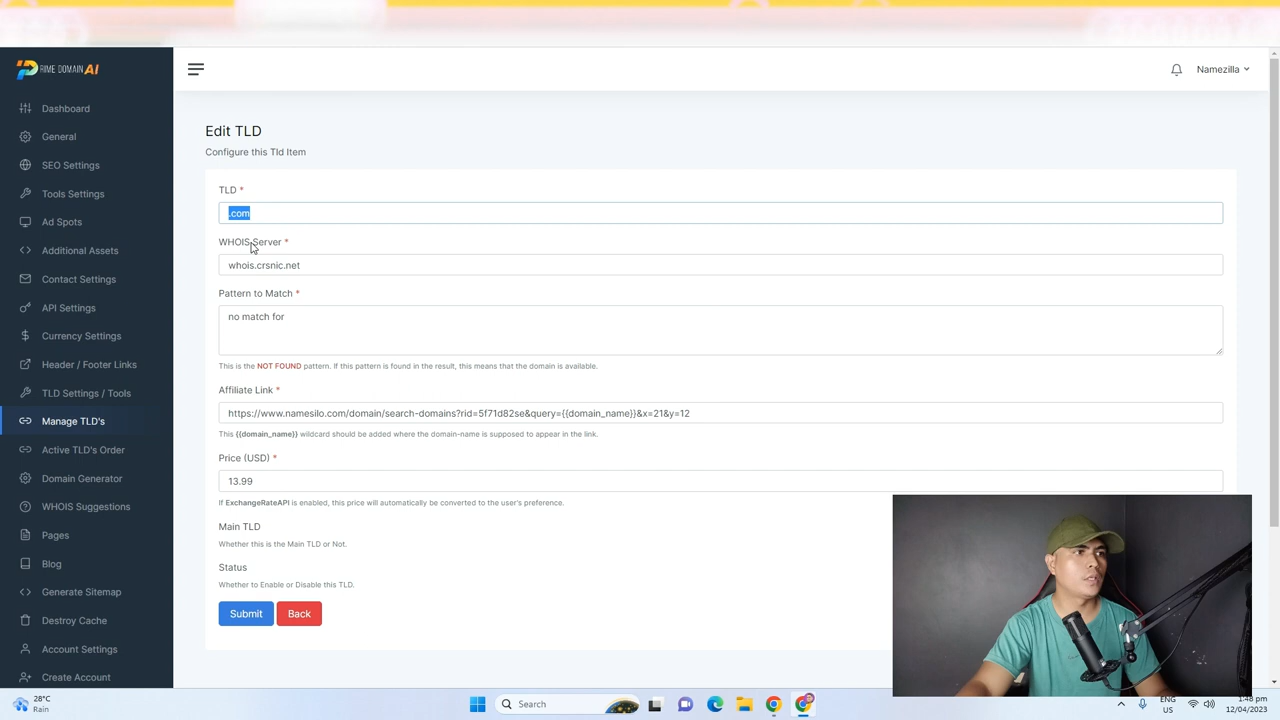 RIME DOMAIN AI
Namezilla
Dashboard
General
SEO Settings
Tools Settings
Ad Spots
Additional Assets
Contact Settings
API Settings
Currency Settings
Header / Footer Links
TLD Settings / Tools
Manage TLD's
Active TLD's Order
Domain Generator
WHOIS Suggestions
Pages
Blog
Generate Sitemap
Destroy Cache
Account Settings
Create Account
Edit TLD
Configure this Tld Item
TLD *
.com
WHOIS Server *
whois.crsnic.net
Pattern to Match *
no match for
This is the NOT FOUND pattern. If this pattern is found in the result, this means that the domain is available.
Affiliate Link *
https://www.namesilo.com/domain/search-domains?rid=5f71d82se&query={{domain_name}}&x=21&y=12
This {{domain_name}} wildcard should be added where the domain-name is supposed to appear in the link.
Price (USD) *
13.99
If ExchangeRateAPI is enabled, this price will automatically be converted to the user's preference.
Main TLD
Whether this is the Main TLD or Not.
Status
Whether to Enable or Disable this TLD.
Submit
Back
28°C
Rain
Search
ENG
US
1:48 pm
12/04/2023